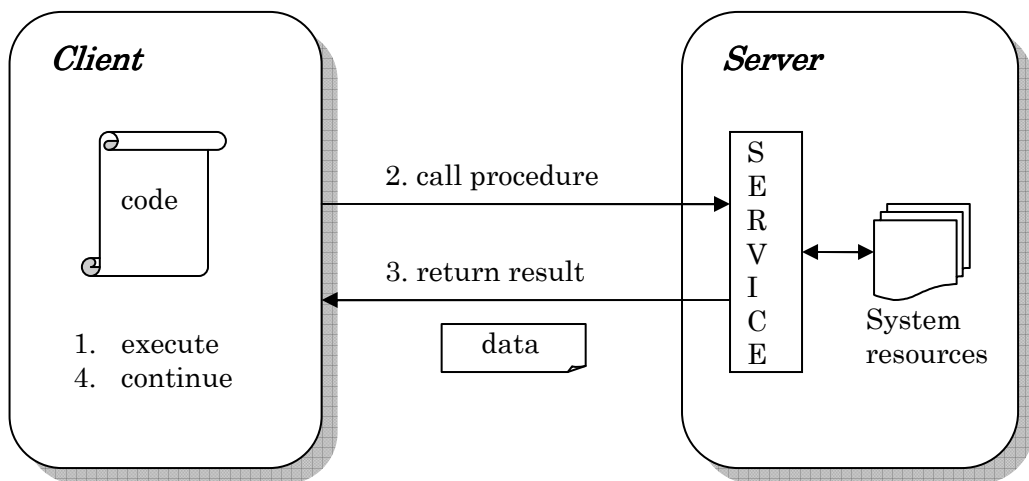 Client
code
1. execute
4. continue
2. call procedure
3. return result
data
Server
S
E
R
V
I
C
E
System
resources